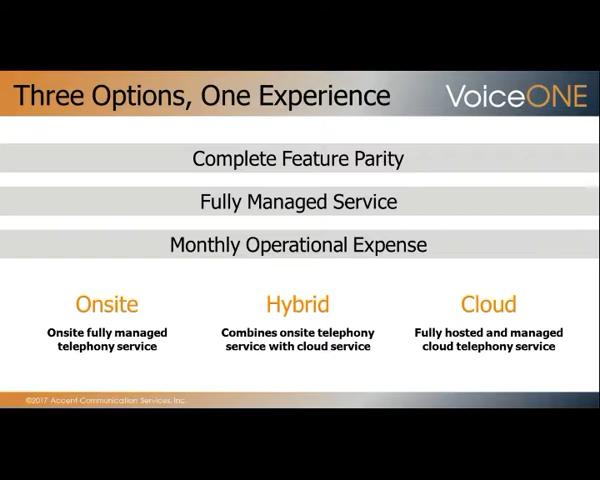 Three Options, One Experience
VoiceONE
Complete Feature Parity
Fully Managed Service
Monthly Operational Expense
Onsite
Onsite fully managed
telephony service
Hybrid
Combines onsite telephony
service with cloud service
Cloud
Fully hosted and managed
cloud telephony service
©2017 Accent Communication Services, Inc.